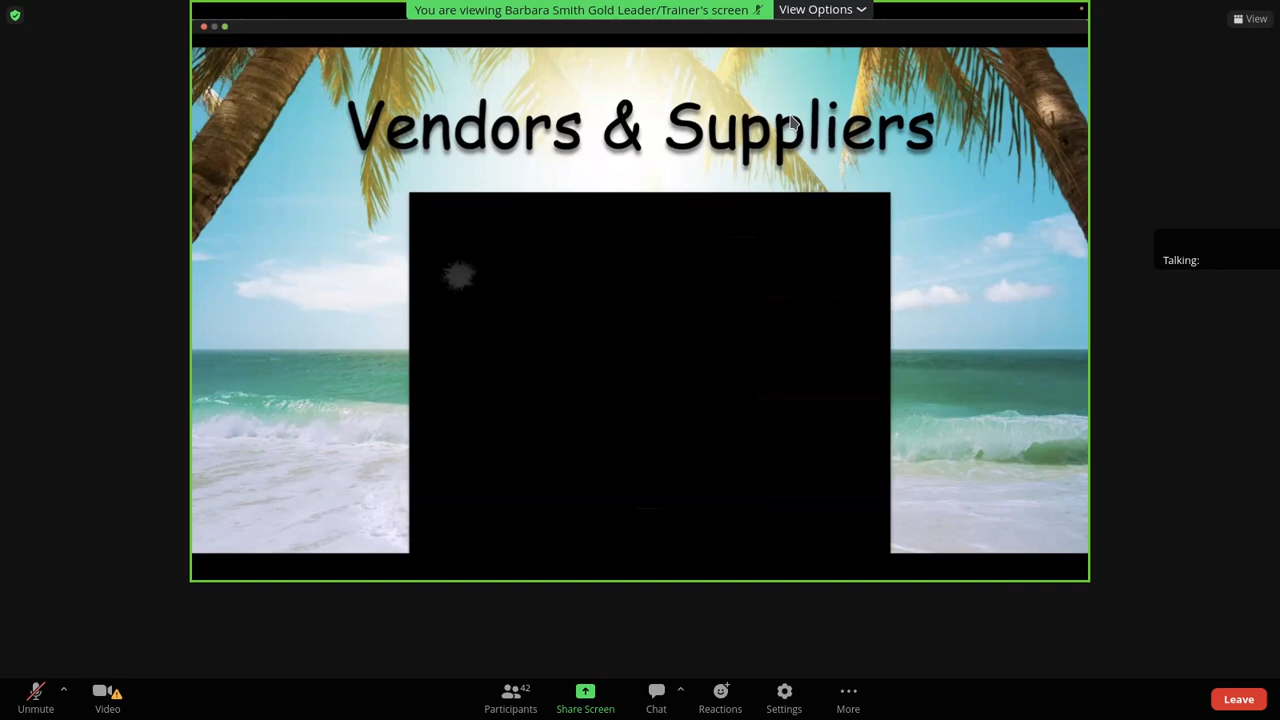 You are viewing Barbara Smith Gold Leader/Trainer's screen
View Options
View
Vendors & Suppliers
Talking:
Unmute
Video
42
Participants
Share Screen
Chat
Reactions
Settings
More
Leave